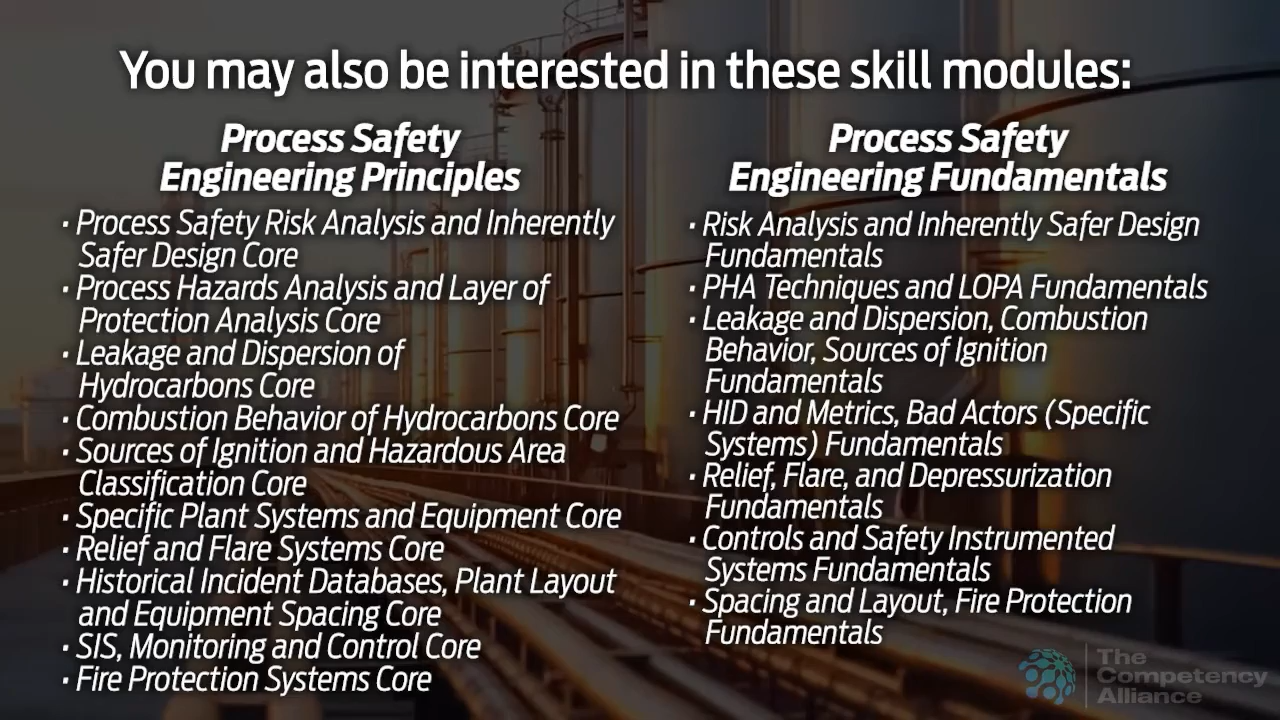 You may also be interested in these skill modules:
Process Safety
Engineering Principles
· Process Safety Risk Analysis and Inherently
Safer Design Core
· Process Hazards Analysis and Layer of
Protection Analysis Core
· Leakage and Dispersion of
Hydrocarbons Core
· Combustion Behavior of Hydrocarbons Core
· Sources of Ignition and Hazardous Area
Classification Core
· Specific Plant Systems and Equipment Core
· Relief and Flare Systems Core
· Historical Incident Databases, Plant Layout
and Equipment Spacing Core
· SIS, Monitoring and Control Core
· Fire Protection Systems Core
Process Safety
Engineering Fundamentals
· Risk Analysis and Inherently Safer Design
Fundamentals
· PHA Techniques and LOPA Fundamentals
· Leakage and Dispersion, Combustion
Behavior, Sources of Ignition
Fundamentals
· HID and Metrics, Bad Actors (Specific
Systems) Fundamentals
· Relief, Flare, and Depressurization
Fundamentals
· Controls and Safety Instrumented
Systems Fundamentals
· Spacing and Layout, Fire Protection
Fundamentals
The
Competency
Alliance